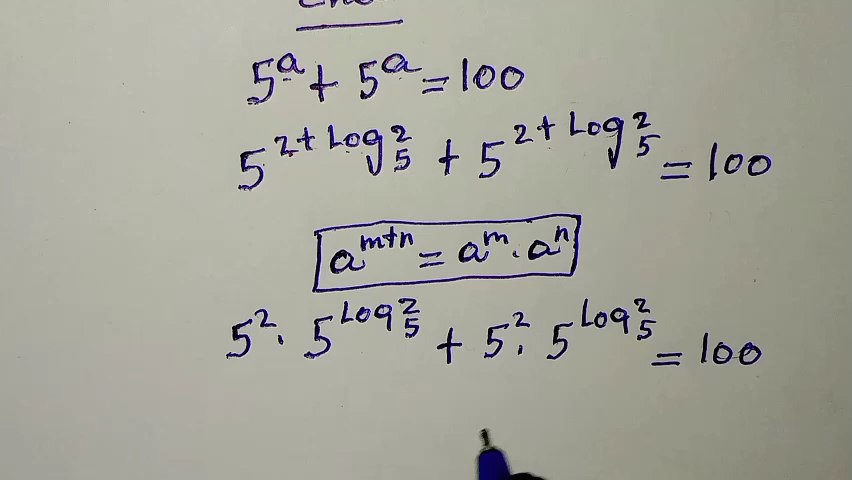 5^a + 5^a = 100
5^{2+Log_5^2} + 5^{2+Log_5^2} = 100
a^{m+n} = a^m · a^n
5^2 · 5^{Log_5^2} + 5^2 · 5^{Log_5^2} = 100